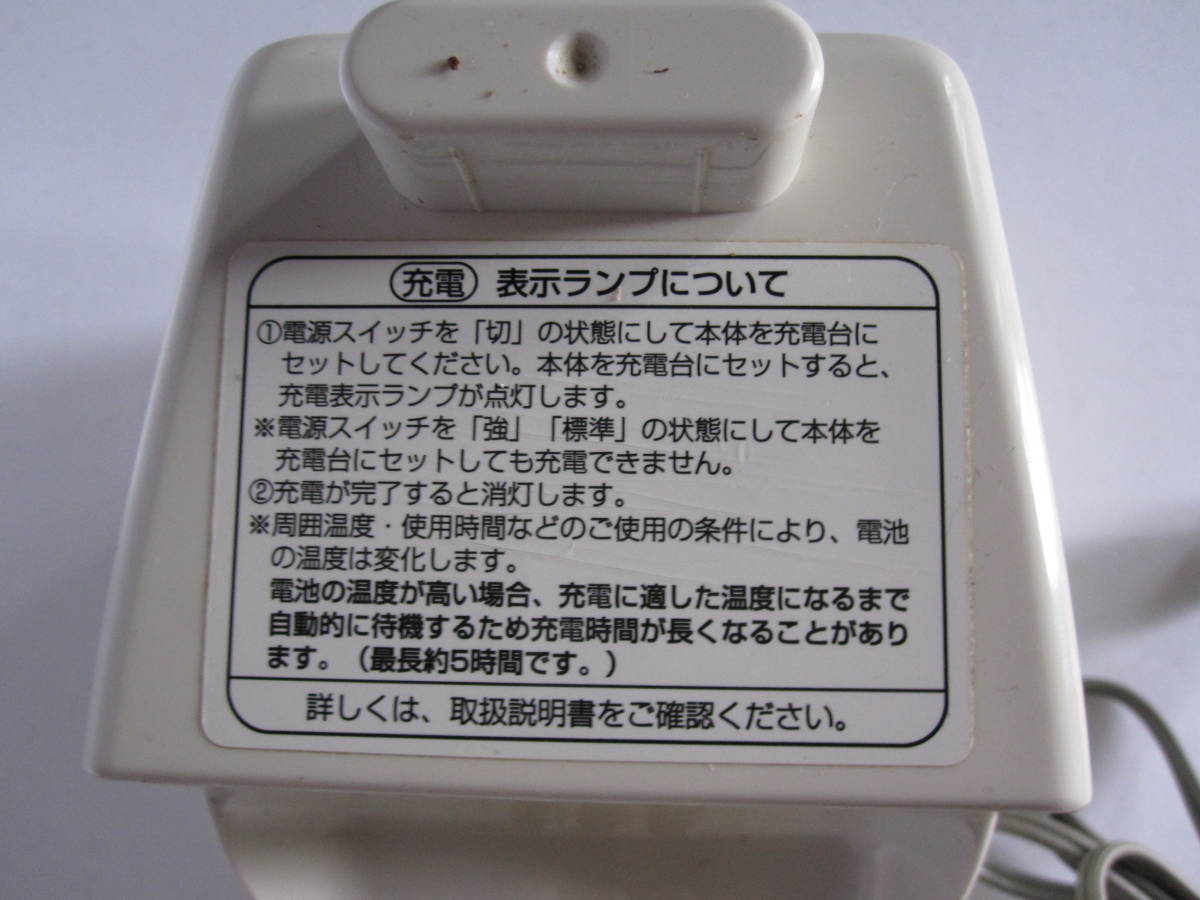 充電 表示ランプについて
①電源スイッチを「切」の状態にして本体を充電台に
セットしてください。本体を充電台にセットすると、
充電表示ランプが点灯します。
※電源スイッチを「強」「標準」の状態にして本体を
充電台にセットしても充電できません。
②充電が完了すると消灯します。
※周囲温度・使用時間などのご使用の条件により、電池
の温度は変化します。
電池の温度が高い場合、充電に適した温度になるまで
自動的に待機するため充電時間が長くなることがあり
ます。（最長約5時間です。）
詳しくは、取扱説明書をご確認ください。